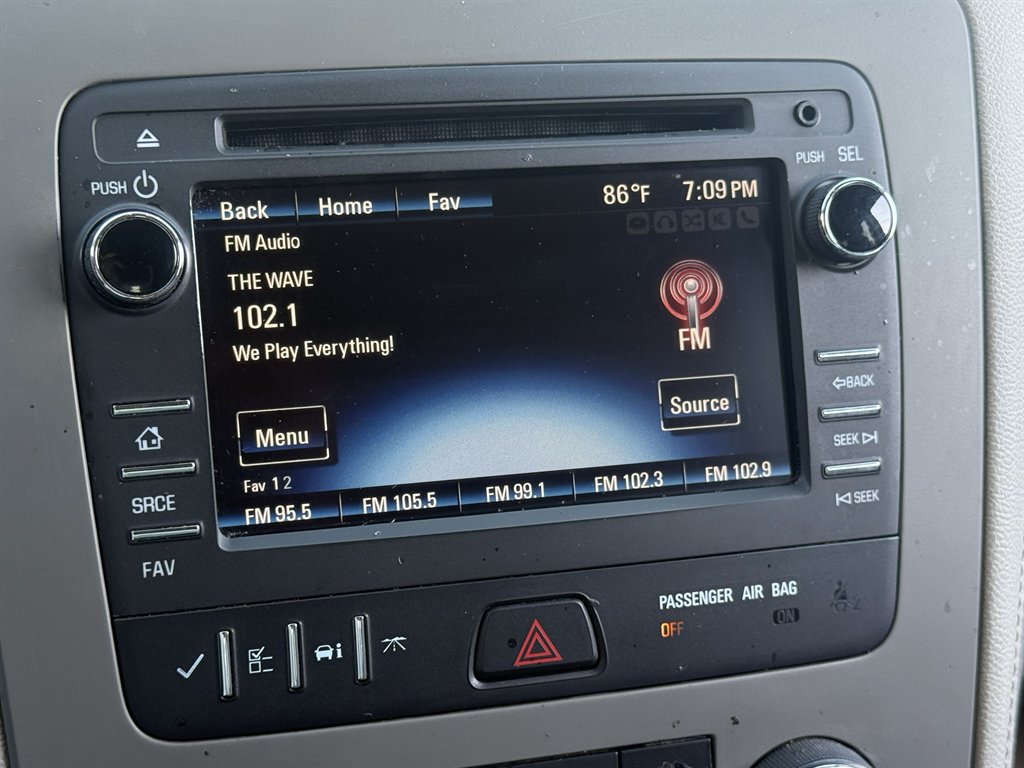 PUSH
PUSH SEL
Back Home Fav 86°F 7:09 PM
FM Audio
THE WAVE
102.1
We Play Everything!
FM
Menu
Source
Fav 1 2
FM 95.5 FM 105.5 FM 99.1 FM 102.3 FM 102.9
SRCE
FAV
BACK
SEEK
SEEK
PASSENGER AIR BAG
OFF ON
2